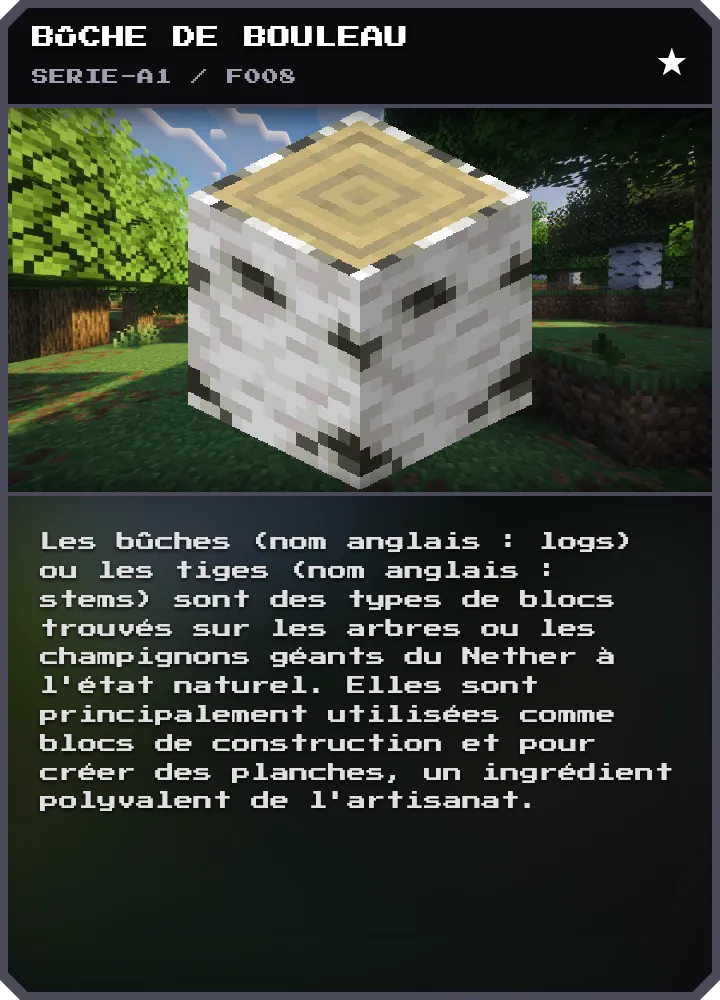 BûCHE DE BOULEAU
SERIE-A1 / F008
Les bûches (nom anglais : logs)
ou les tiges (nom anglais :
stems) sont des types de blocs
trouvés sur les arbres ou les
champignons géants du Nether à
l'état naturel. Elles sont
principalement utilisées comme
blocs de construction et pour
créer des planches, un ingrédient
polyvalent de l'artisanat.